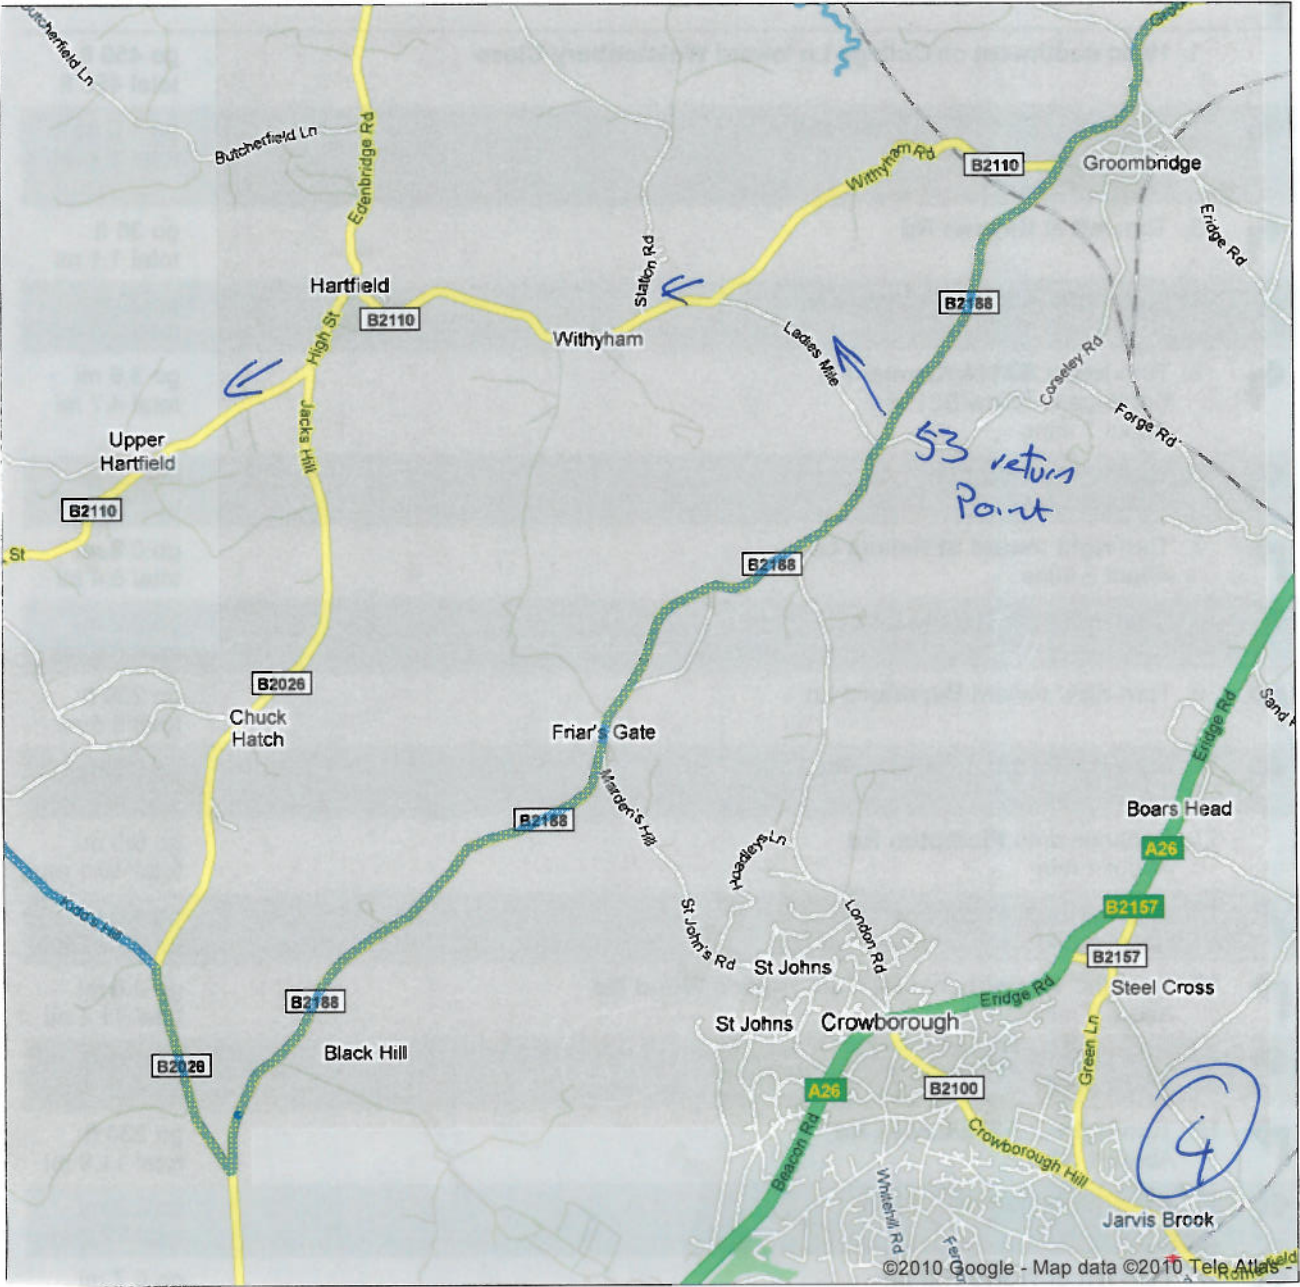 Butcherfield Ln
Butcherfield Ln
Edenbridge Rd
Groombridge
B2110
Withyham Rd
Eridge Rd
Station Rd
Hartfield
B2110
B2188
High St
Withyham
Ladies Mile
Corseley Rd
Forge Rd
Jacks Hill
Upper
Hartfield
53 return
Point
B2110
St
B2188
B2026
Chuck
Hatch
Friar's Gate
Eridge Rd
Marden's Hill
B2188
Boars Head
A26
Hoadleys Ln
B2157
Kidd's Hill
St John's Rd
London Rd
St Johns
B2157
Steel Cross
Eridge Rd
B2188
St Johns
Crowborough
Black Hill
Green Ln
B2026
A26
B2100
Beacon Rd
Crowborough Hill
4
Whitehill Rd
Jarvis Brook
©2010 Google - Map data ©2010 Tele Atlas -